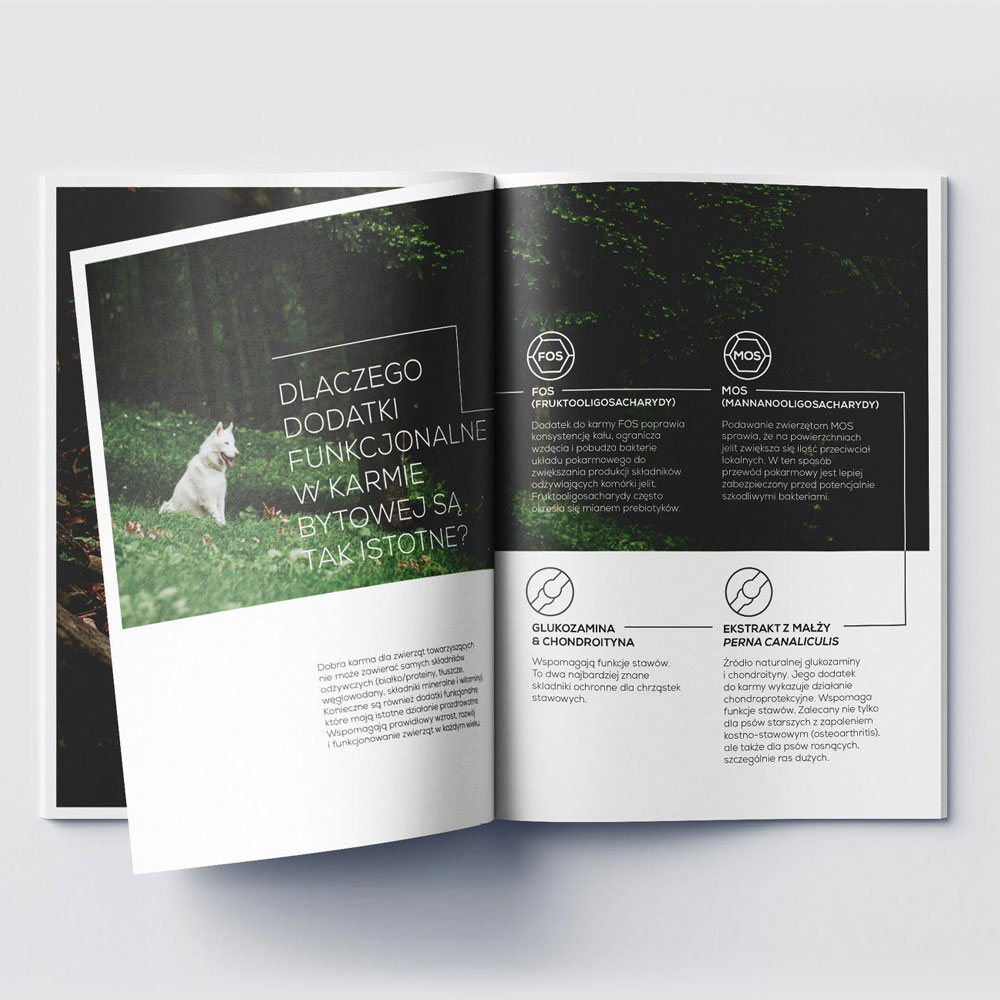 DLACZEGO
DODATKI
FUNKCJONALNE
W KARMIE
BYTOWEJ SĄ
TAK ISTOTNE?
Dobra karma dla zwierząt towarzyszących
nie może zawierać samych składników
odżywczych (białko/proteiny, tłuszcze,
węglowodany, składniki mineralne i witaminy).
Konieczne są również dodatki funkcjonalne,
które mają istotne działanie prozdrowotne.
Wspomagają prawidłowy wzrost, rozwój
i funkcjonowanie zwierząt w każdym wieku.
FOS
FOS
(FRUKTOOLIGOSACHARYDY)
Dodatek do karmy FOS poprawia
konsystencję kału, ogranicza
wzdęcia i pobudza bakterie
układu pokarmowego do
zwiększania produkcji składników
odżywiających komórki jelit.
Fruktooligosacharydy często
określa się mianem prebiotyków.
MOS
MOS
(MANNANOOLIGOSACHARYDY)
Podawanie zwierzętom MOS
sprawia, że na powierzchniach
jelit zwiększa się ilość przeciwciał
lokalnych. W ten sposób
przewód pokarmowy jest lepiej
zabezpieczony przed potencjalnie
szkodliwymi bakteriami.
GLUKOZAMINA
& CHONDROITYNA
Wspomagają funkcje stawów.
To dwa najbardziej znane
składniki ochronne dla chrząstek
stawowych.
EKSTRAKT Z MAŁŻY
PERNA CANALICULIS
Źródło naturalnej glukozaminy
i chondroityny. Jego dodatek
do karmy wykazuje działanie
chondroprotekcyjne. Wspomaga
funkcje stawów. Zalecany nie tylko
dla psów starszych z zapaleniem
kostno-stawowym (osteoarthritis),
ale także dla psów rosnących,
szczególnie ras dużych.